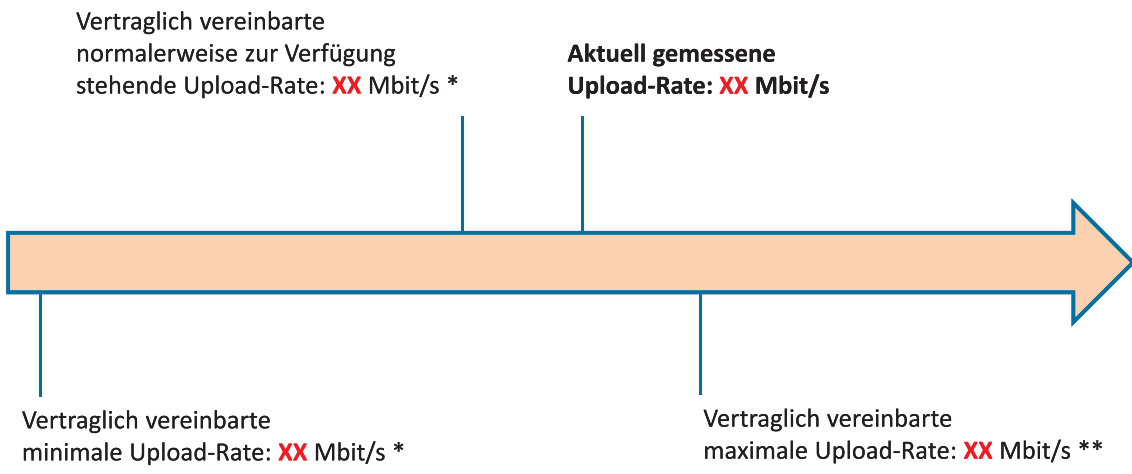 Vertraglich vereinbarte
normalerweise zur Verfügung
stehende Upload-Rate: XX Mbit/s *
Aktuell gemessene
Upload-Rate: XX Mbit/s
Vertraglich vereinbarte
minimale Upload-Rate: XX Mbit/s *
Vertraglich vereinbarte
maximale Upload-Rate: XX Mbit/s **